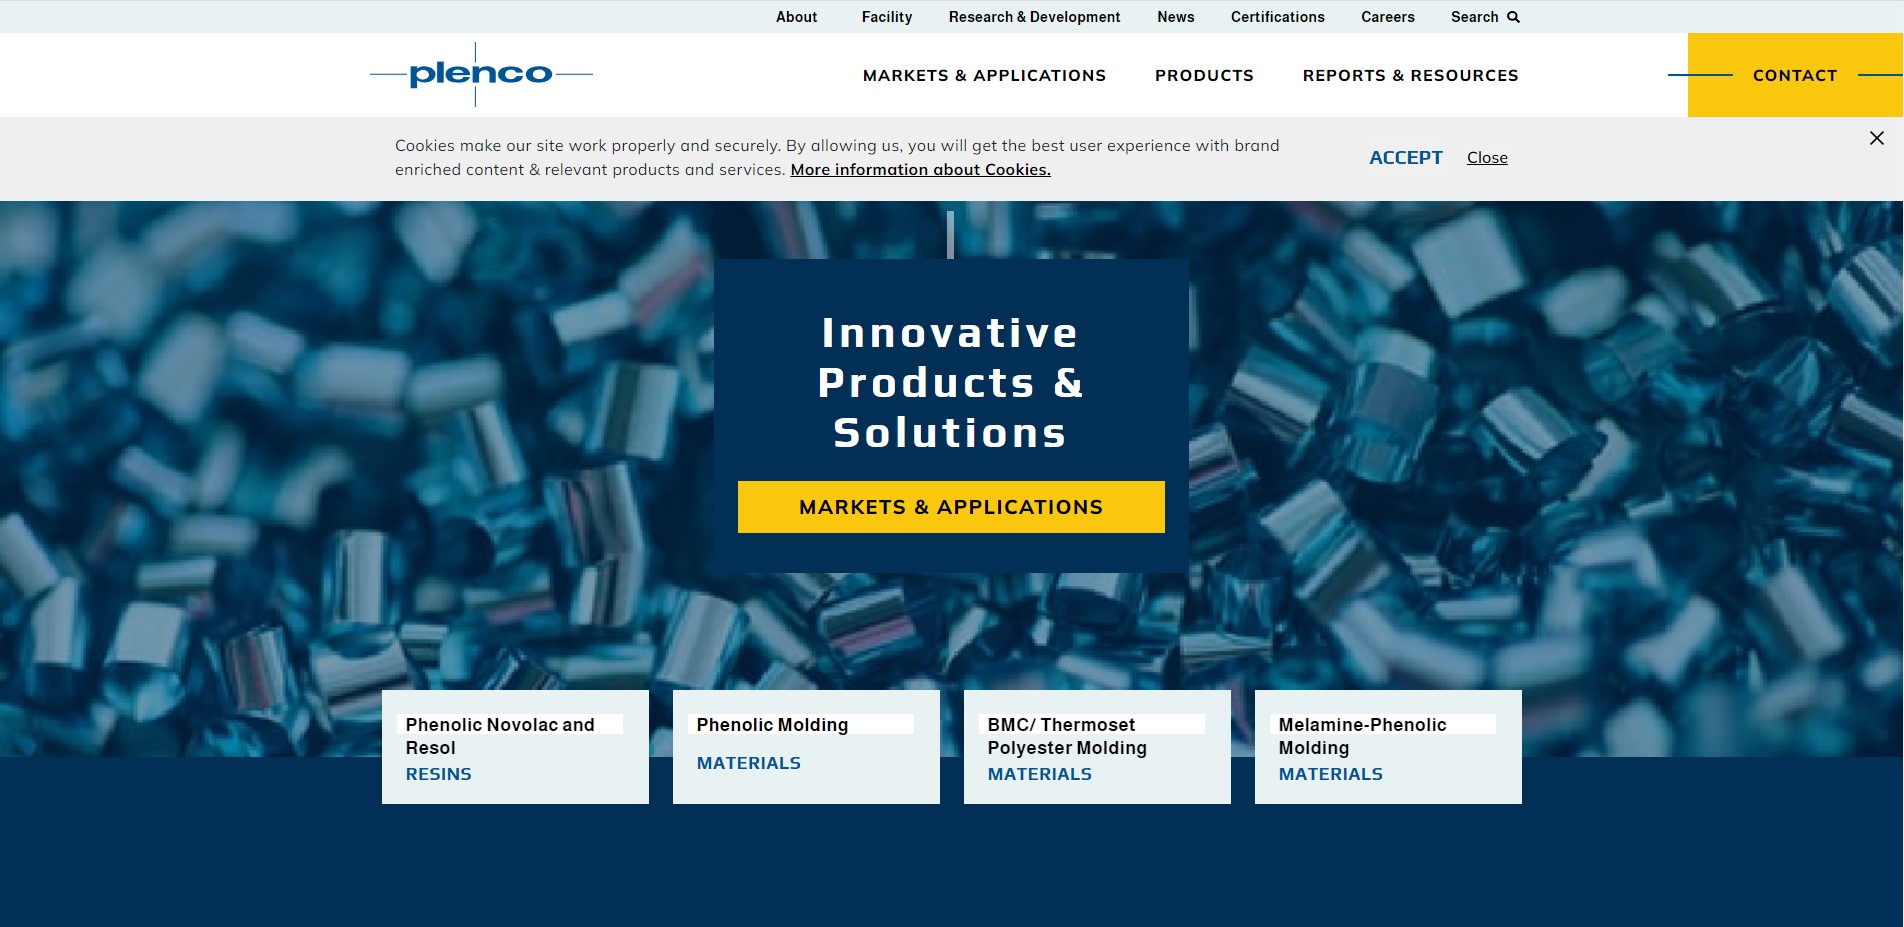 About Facility Research & Development News Certifications Careers Search
plenco
MARKETS & APPLICATIONS PRODUCTS REPORTS & RESOURCES CONTACT
Cookies make our site work properly and securely. By allowing us, you will get the best user experience with brand
enriched content & relevant products and services. More information about Cookies.
ACCEPT Close
Innovative
Products &
Solutions
MARKETS & APPLICATIONS
Phenolic Novolac and
Resol
RESINS
Phenolic Molding
MATERIALS
BMC/ Thermoset
Polyester Molding
MATERIALS
Melamine-Phenolic
Molding
MATERIALS